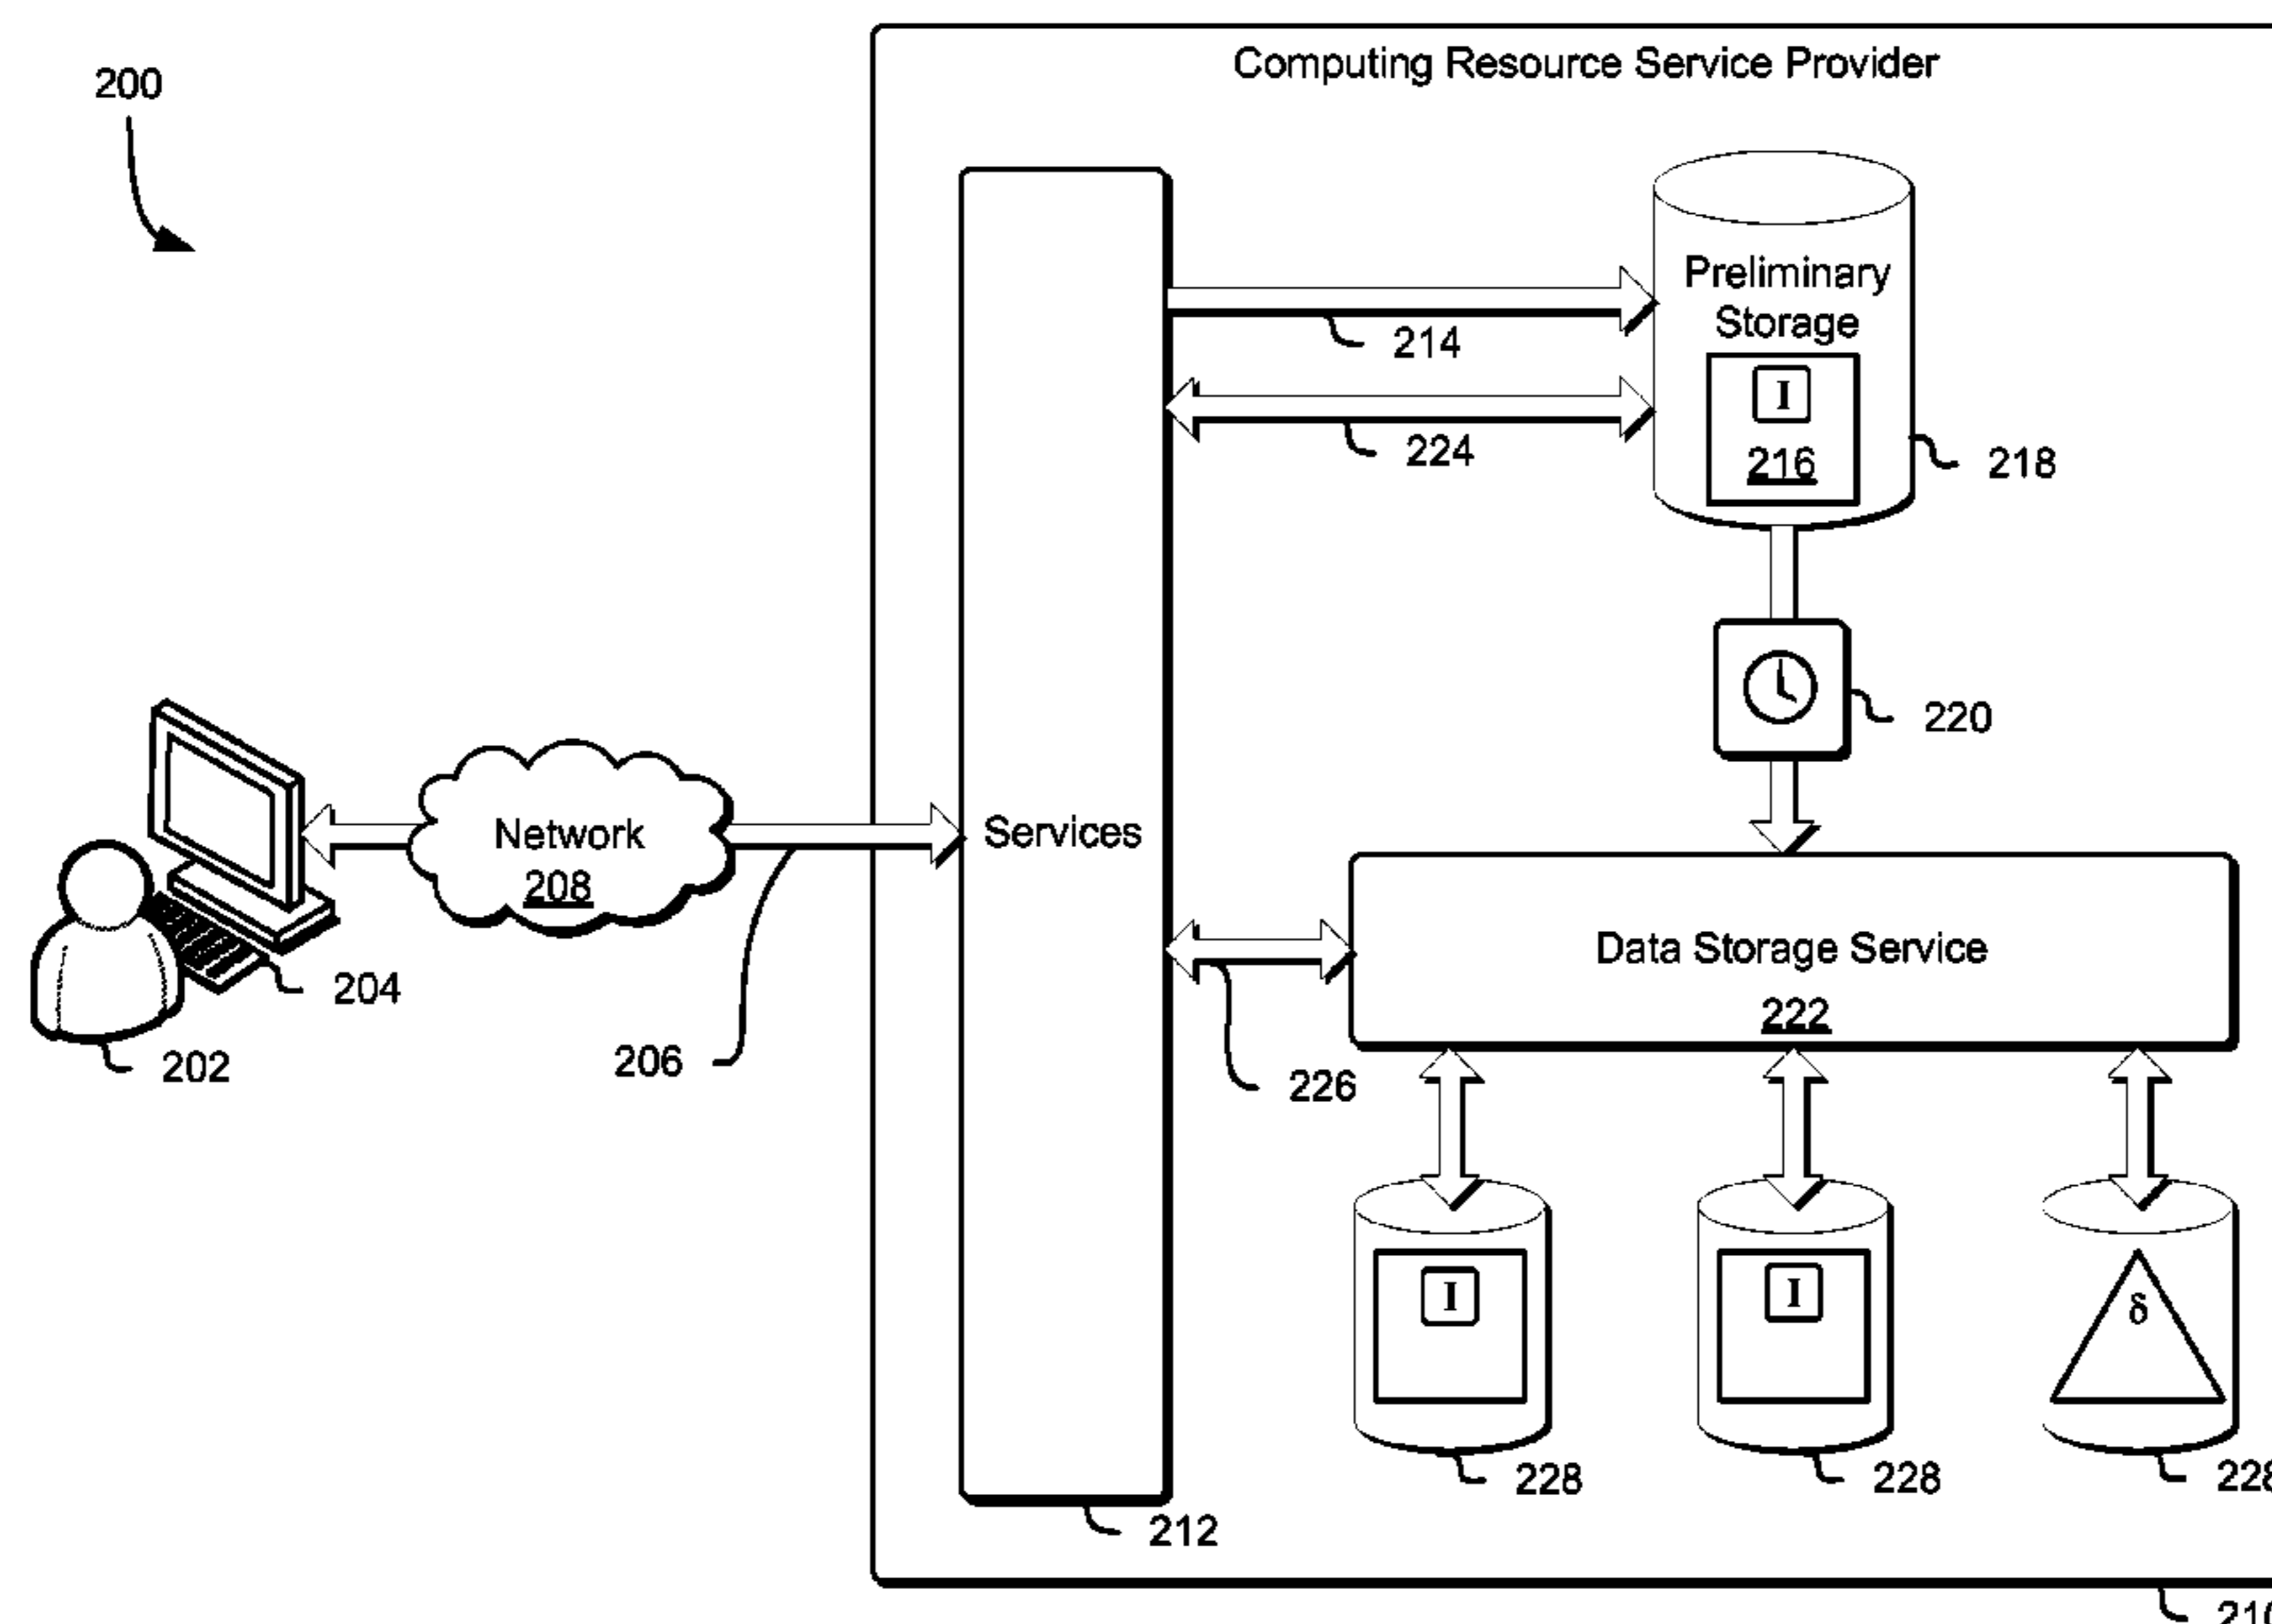 Computing Resource Service Provider
200
Preliminary
Storage
214
I
224
216
218
220
Network
208
Services
Data Storage Service
222
204
202
206
226
I
I
δ
228
228
228
212